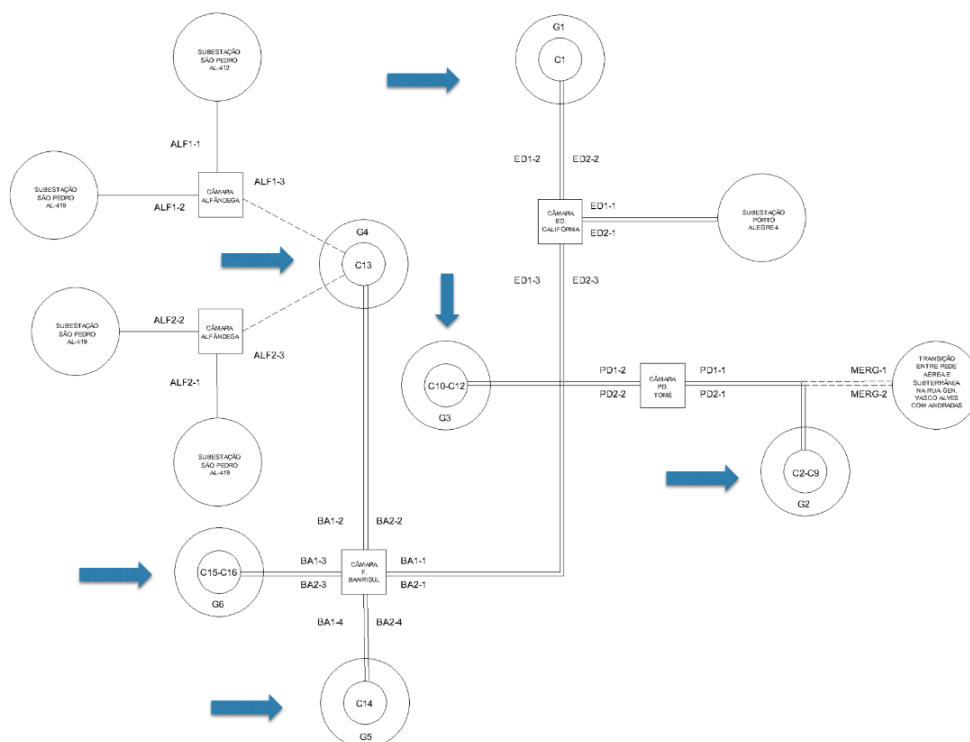 SUBESTAÇÃO
SÃO PEDRO
AL-412
ALF1-1
SUBESTAÇÃO
SÃO PEDRO
AL-419
ALF1-2
CÂMARA
ALFÂNDEGA
ALF1-3
G4
C13
SUBESTAÇÃO
SÃO PEDRO
AL-419
ALF2-2
CÂMARA
ALFÂNDEGA
ALF2-3
ALF2-1
SUBESTAÇÃO
SÃO PEDRO
AL-419
G1
C1
ED1-2
ED2-2
CÂMARA
ED.
CALIFÓRNIA
ED1-1
ED2-1
SUBESTAÇÃO
PORTO
ALEGRE 4
ED1-3
ED2-3
C10-C12
G3
PD1-2
PD2-2
CÂMARA
PD.
TOMÉ
PD1-1
PD2-1
MERG-1
MERG-2
TRANSIÇÃO
ENTRE REDE
AÉREA E
SUBTERRÂNEA
NA RUA GEN.
VASCO ALVES
COM ANDRADAS
C2-C9
G2
BA1-2
BA2-2
BA1-3
BA2-3
CÂMARA
F.
BANRISUL
BA1-1
BA2-1
C15-C16
G6
BA1-4
BA2-4
C14
G5